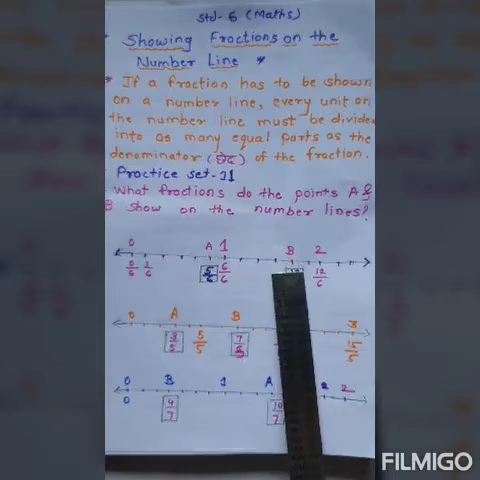 Std-6 (Maths)
* Showing Fractions on the
Number Line *
* If a fraction has to be shown
on a number line, every unit on
the number line must be divide
into as many equal parts as the
denominator (छेद) of the fraction.
Practice set-11
What fractions do the points A &
B show on the number lines?
0 A 1 B 2
0/6 1/6 5/6 6/6 12/6
0 A B 3
3/5 5/5 7/5 15/5
0 B 1 A 2
0 4/7 10/7
FILMIGO